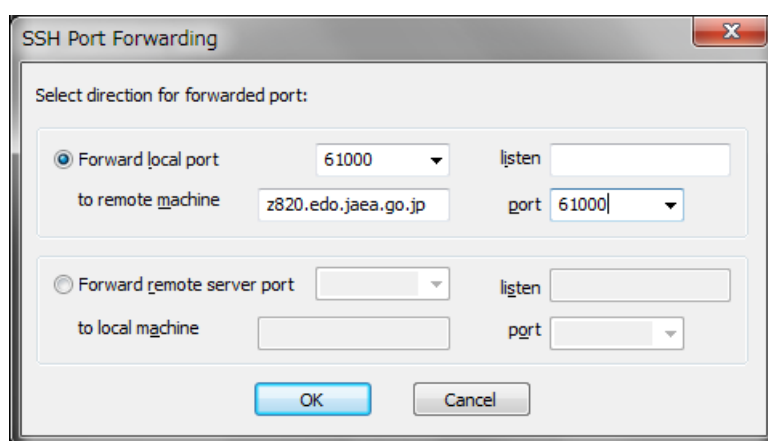 SSH Port Forwarding
Select direction for forwarded port:
Forward local port 61000 listen
to remote machine z820.edo.jaea.go.jp port 61000
Forward remote server port listen
to local machine port
OK Cancel